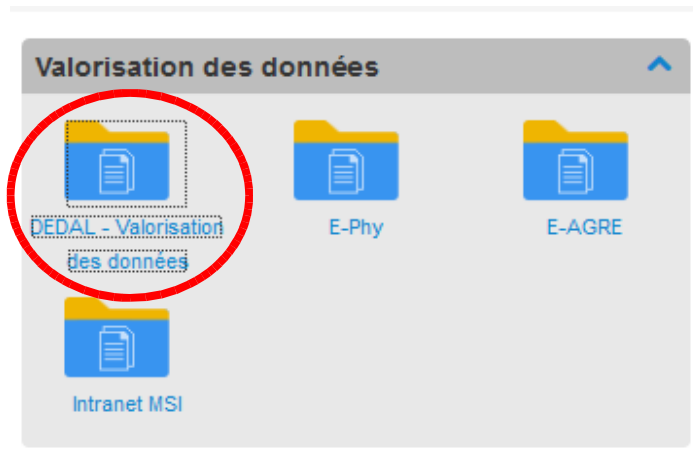 Valorisation des données
DEDAL - Valorisation
des données
E-Phy
E-AGRE
Intranet MSI